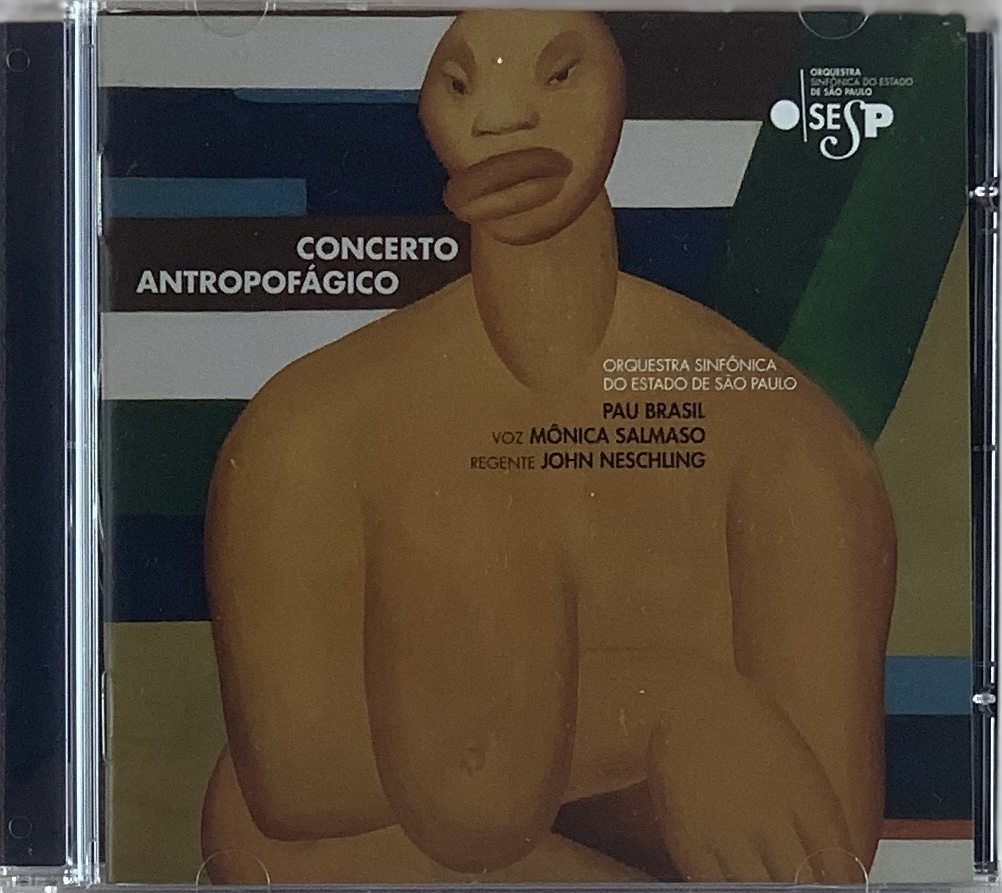 ORQUESTRA
SINFÔNICA DO ESTADO
DE SÃO PAULO
OSESP
CONCERTO
ANTROPOFÁGICO
ORQUESTRA SINFÔNICA
DO ESTADO DE SÃO PAULO
PAU BRASIL
VOZ MÔNICA SALMASO
REGENTE JOHN NESCHLING